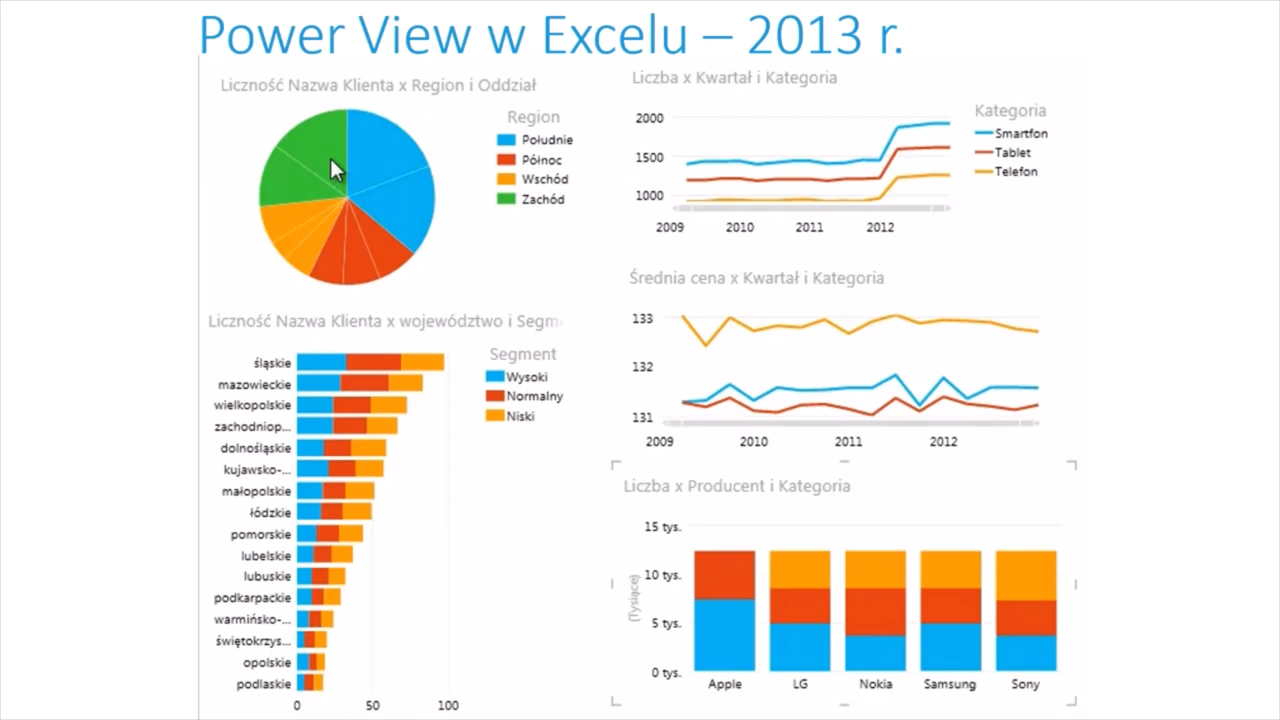 Power View w Excelu – 2013 r.
Liczność Nazwa Klienta x Region i Oddział
Region
Południe
Północ
Wschód
Zachód
Liczba x Kwartał i Kategoria
2000
1500
1000
2009 2010 2011 2012
Kategoria
Smartfon
Tablet
Telefon
Średnia cena x Kwartał i Kategoria
133
132
131
2009 2010 2011 2012
Liczność Nazwa Klienta x województwo i Segm
Segment
Wysoki
Normalny
Niski
śląskie
mazowieckie
wielkopolskie
zachodniop...
dolnośląskie
kujawsko-...
małopolskie
łódzkie
pomorskie
lubelskie
lubuskie
podkarpackie
warmińsko-...
świętokrzys...
opolskie
podlaskie
0 50 100
Liczba x Producent i Kategoria
(Tysiące)
15 tys.
10 tys.
5 tys.
0 tys.
Apple LG Nokia Samsung Sony